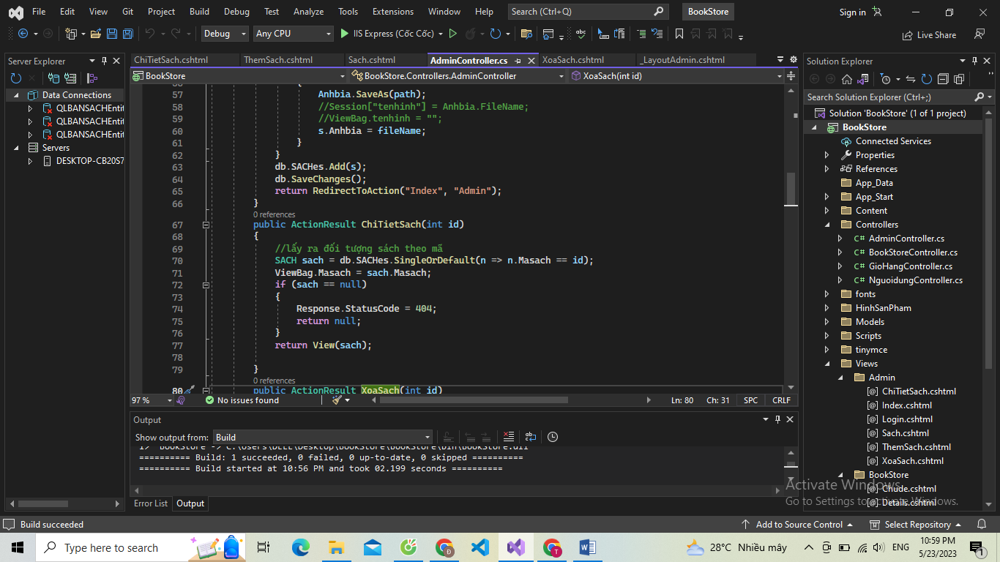 File Edit View Git Project Build Debug Test Analyze Tools Extensions Window Help Search (Ctrl+Q) BookStore Sign in
Debug Any CPU IIS Express (Cốc Cốc) Live Share
Server Explorer
Data Connections
QLBANSACHEntit
QLBANSACHEntit
QLBANSACHEntit
Servers
DESKTOP-CB20S7
ChiTietSach.cshtml ThemSach.cshtml Sach.cshtml AdminController.cs XoaSach.cshtml _LayoutAdmin.cshtml
BookStore BookStore.Controllers.AdminController XoaSach(int id)
56 {
57 Anhbia.SaveAs(path);
58 //Session["tenhinh"] = Anhbia.FileName;
59 //ViewBag.tenhinh = "";
60 s.Anhbia = fileName;
61 }
62 }
63 db.SACHes.Add(s);
64 db.SaveChanges();
65 return RedirectToAction("Index", "Admin");
66 }
0 references
67 public ActionResult ChiTietSach(int id)
68 {
69 //lấy ra đối tượng sách theo mã
70 SACH sach = db.SACHes.SingleOrDefault(n => n.Masach == id);
71 ViewBag.Masach = sach.Masach;
72 if (sach == null)
73 {
74 Response.StatusCode = 404;
75 return null;
76 }
77 return View(sach);
78
79 }
0 references
80 public ActionResult XoaSach(int id)
97 % No issues found Ln: 80 Ch: 31 SPC CRLF
Output
Show output from: Build
1> BookStore -> C:\Users\DELL\Desktop\BookStore\BookStore\bin\BookStore.dll
========== Build: 1 succeeded, 0 failed, 0 up-to-date, 0 skipped ==========
========== Build started at 10:56 PM and took 02.199 seconds ==========
Error List Output
Solution Explorer
Search Solution Explorer (Ctrl+;)
Solution 'BookStore' (1 of 1 project)
BookStore
Connected Services
Properties
References
App_Data
App_Start
Content
Controllers
C# AdminController.cs
C# BookStoreController.cs
C# GioHangController.cs
C# NguoidungController.cs
fonts
HinhSanPham
Models
Scripts
tinymce
Views
Admin
[@] ChiTietSach.cshtml
[@] Index.cshtml
[@] Login.cshtml
[@] Sach.cshtml
[@] ThemSach.cshtml
[@] XoaSach.cshtml
BookStore
[@] Chude.cshtml
[@] Details.cshtml
Activate Windows
Go to Settings to activate Windows.
Build succeeded Add to Source Control Select Repository
Type here to search 28°C Nhiều mây ENG 10:59 PM
5/23/2023 1